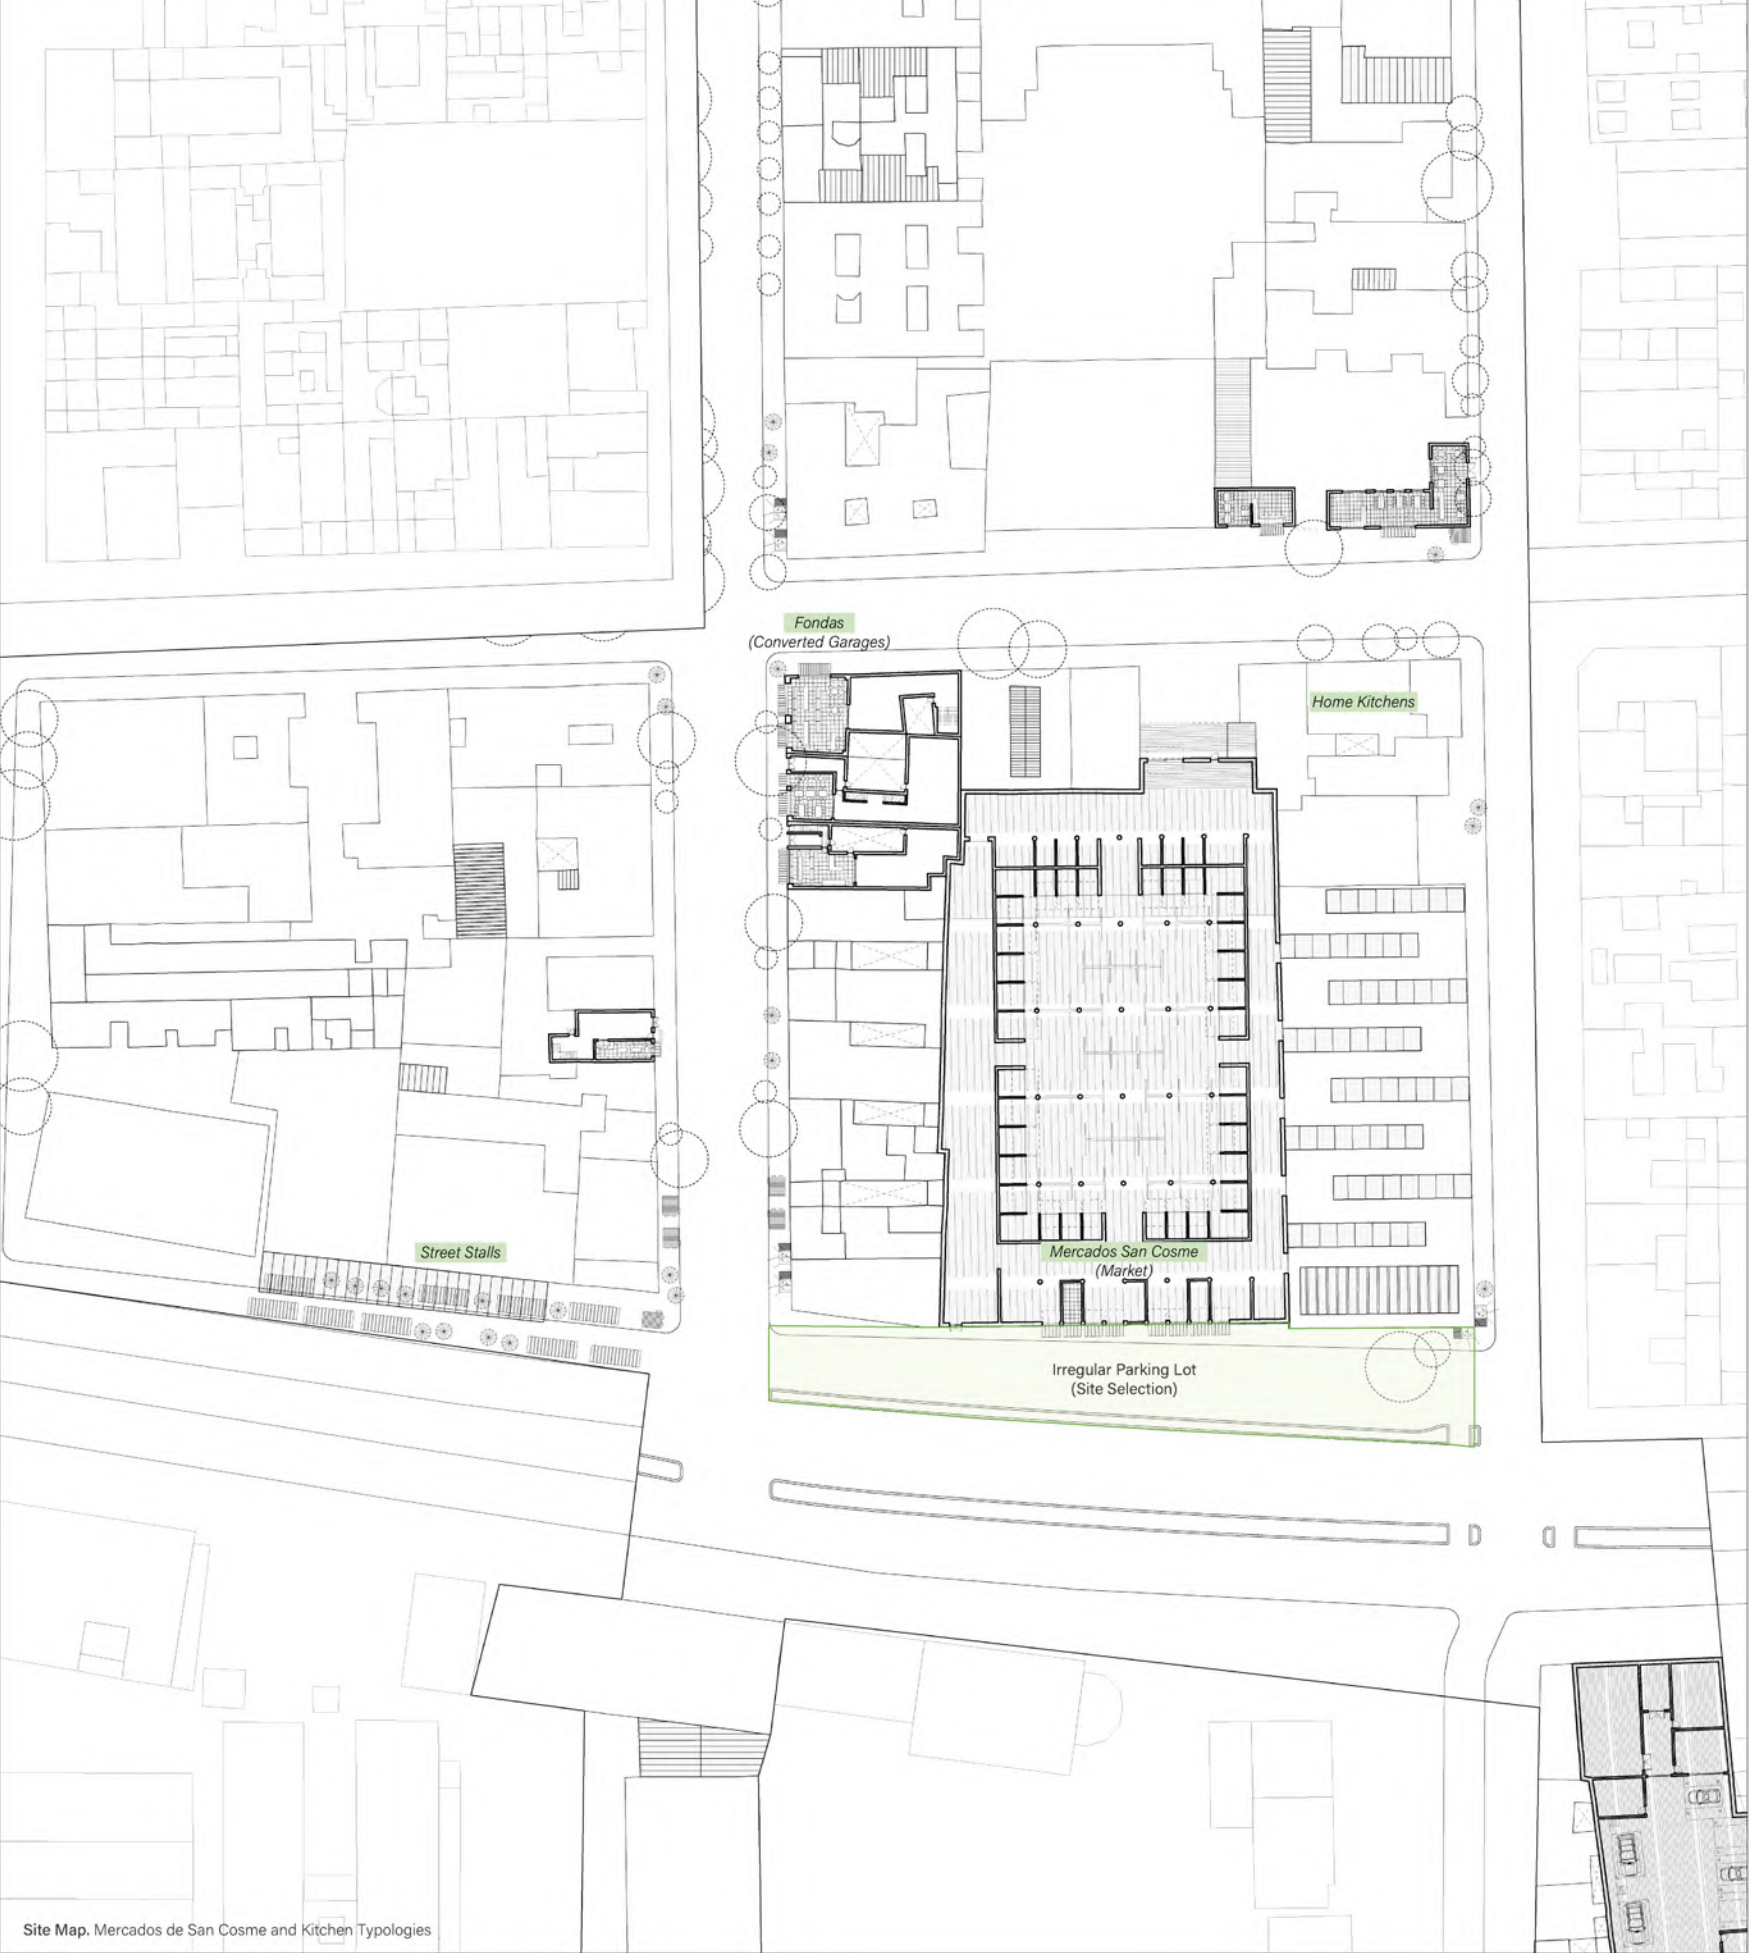 Fondas
(Converted Garages)
Home Kitchens
Street Stalls
Mercados San Cosme
(Market)
Irregular Parking Lot
(Site Selection)
Site Map. Mercados de San Cosme and Kitchen Typologies